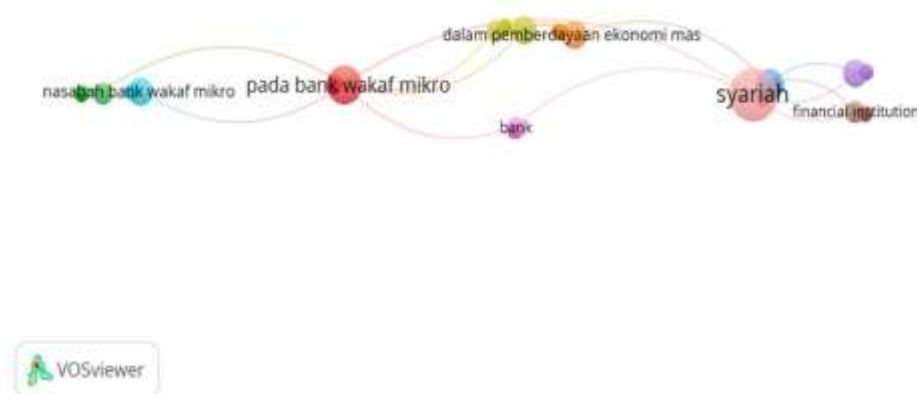 dalam pemberdayaan ekonomi mas
nasabah bank wakaf mikro
pada bank wakaf mikro
syariah
financial institution
bank
VOSviewer